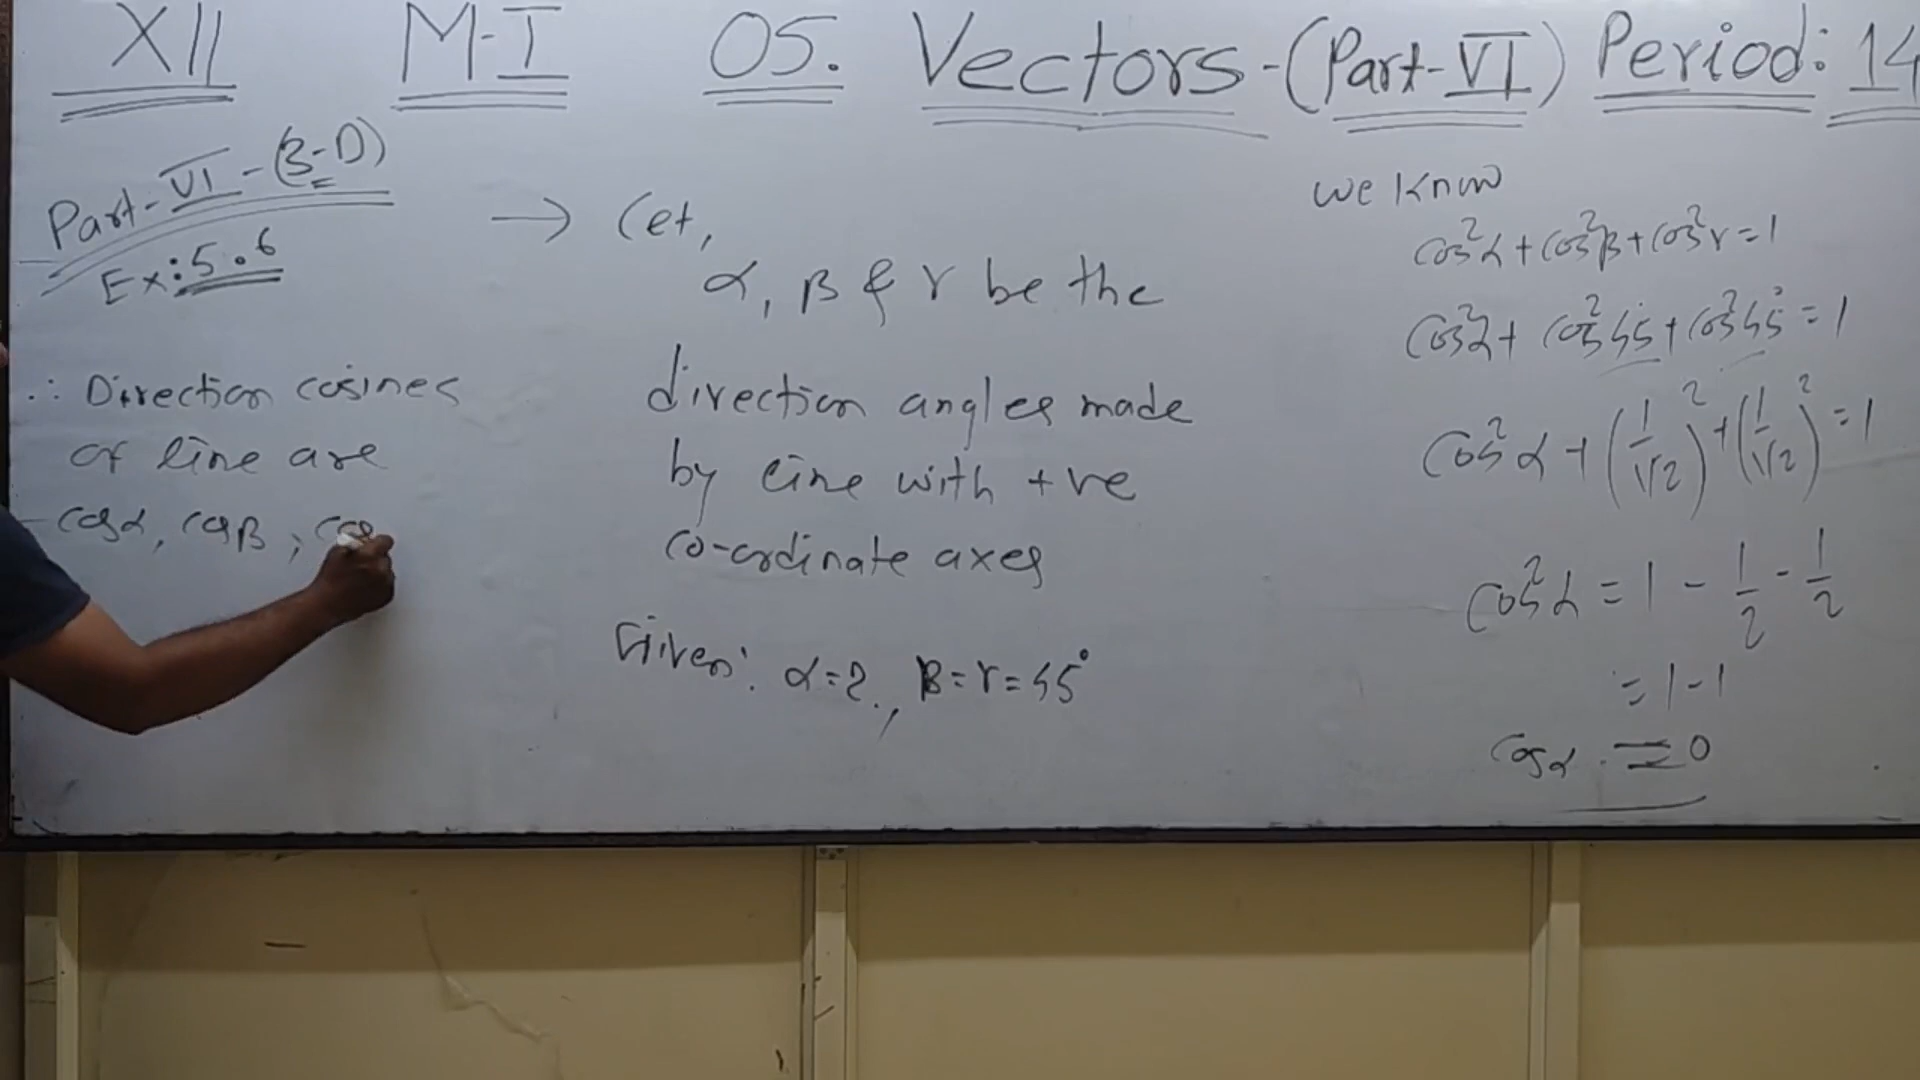 XII M-I 05. Vectors-(Part-VI) Period: 14
Part-VI-(3-D)
Ex: 5.6
∴ Direction cosines
of line are
cosα, cosβ, cos
→ Let,
α, β & γ be the
direction angles made
by line with +ve
co-ordinate axes
Given: α=?, β=γ=45°
we know
cos²α+cos²β+cos²γ=1
cos²α+ cos²45+cos²45°=1
cos²α+(1/√2)²+(1/√2)²=1
cos²α=1-1/2-1/2
=1-1
cosα=0